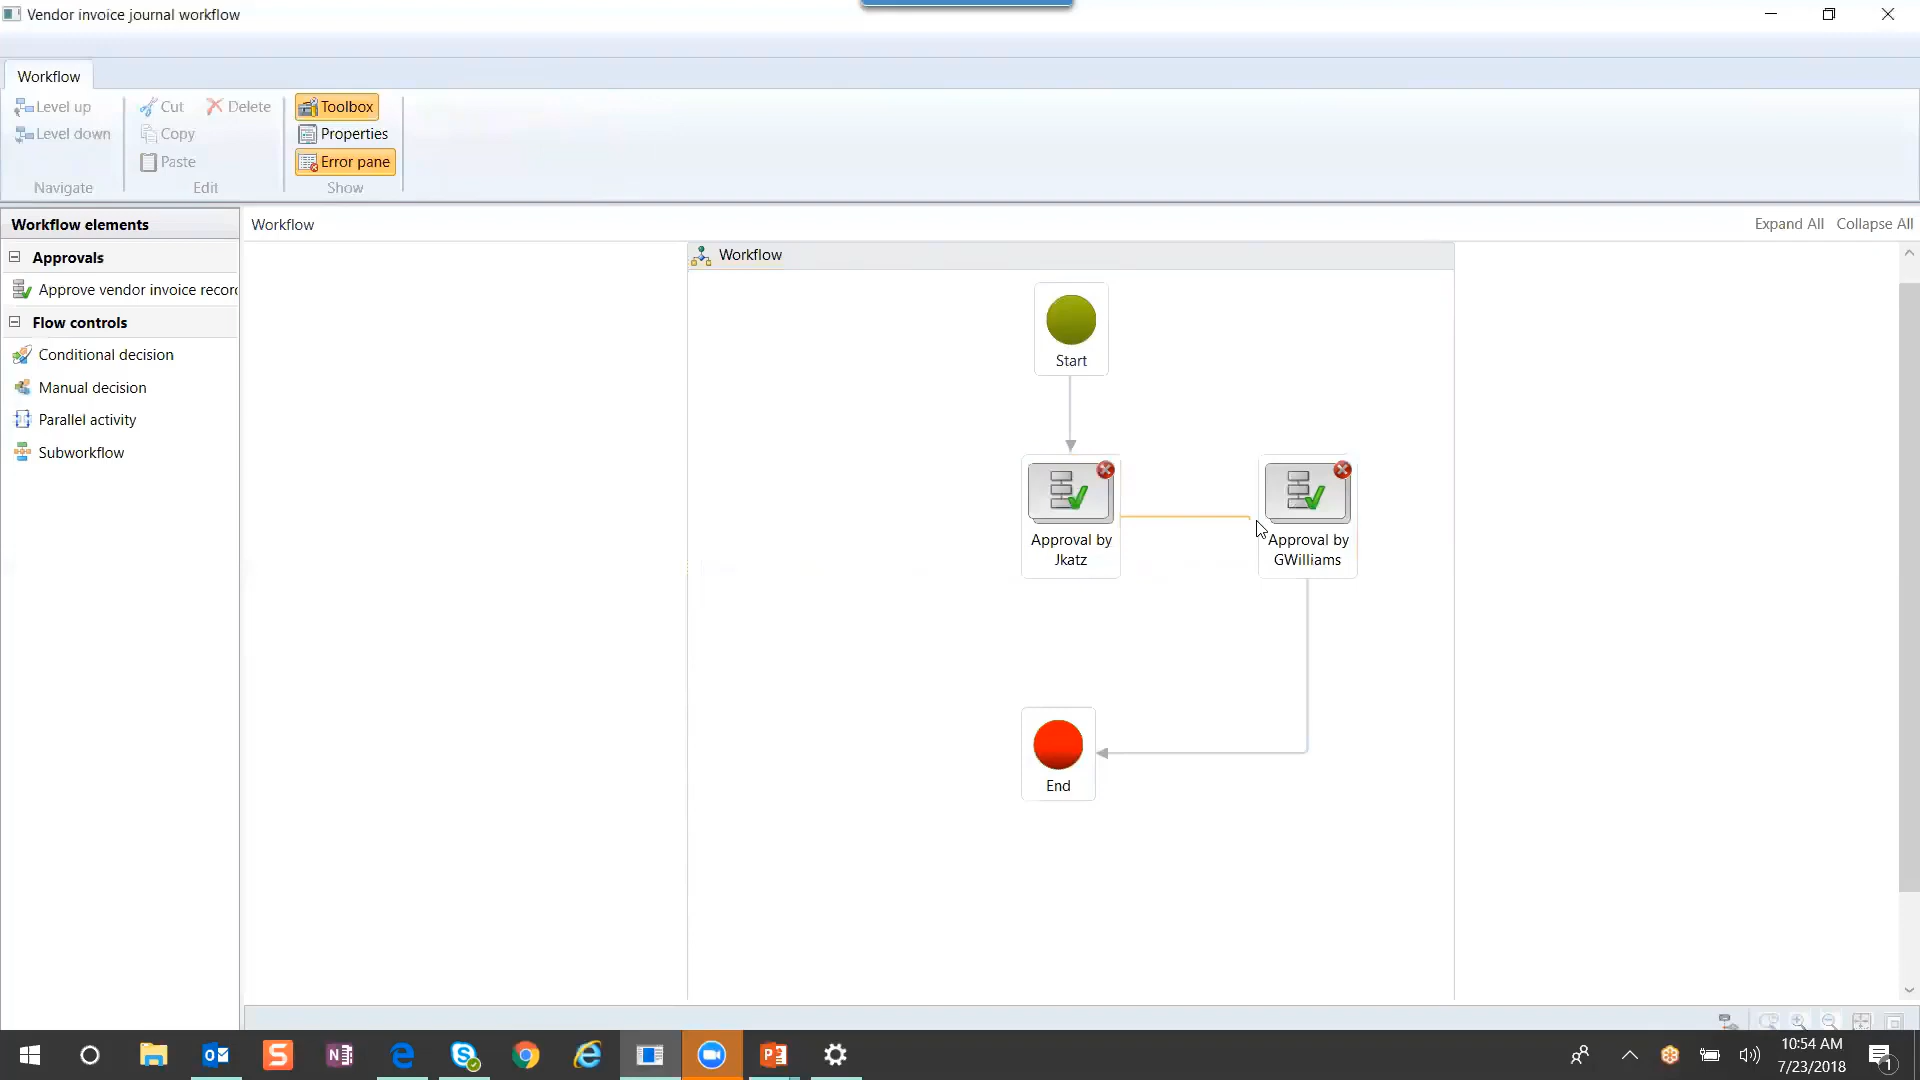 Vendor invoice journal workflow
Workflow
Level up
Cut
Delete
Toolbox
Level down
Copy
Properties
Paste
Error pane
Navigate
Edit
Show
Workflow elements
Workflow
Expand All
Collapse All
Approvals
Workflow
Approve vendor invoice recor
Flow controls
Conditional decision
Manual decision
Parallel activity
Subworkflow
Start
Approval by
Jkatz
Approval by
GWilliams
End
10:54 AM
7/23/2018
1